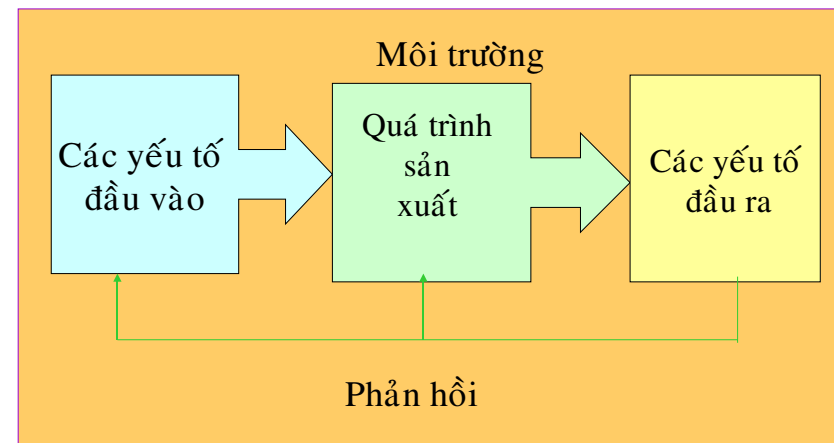 Môi trường
Các yếu tố
đầu vào
Quá trình
sản
xuất
Các yếu tố
đầu ra
Phản hồi